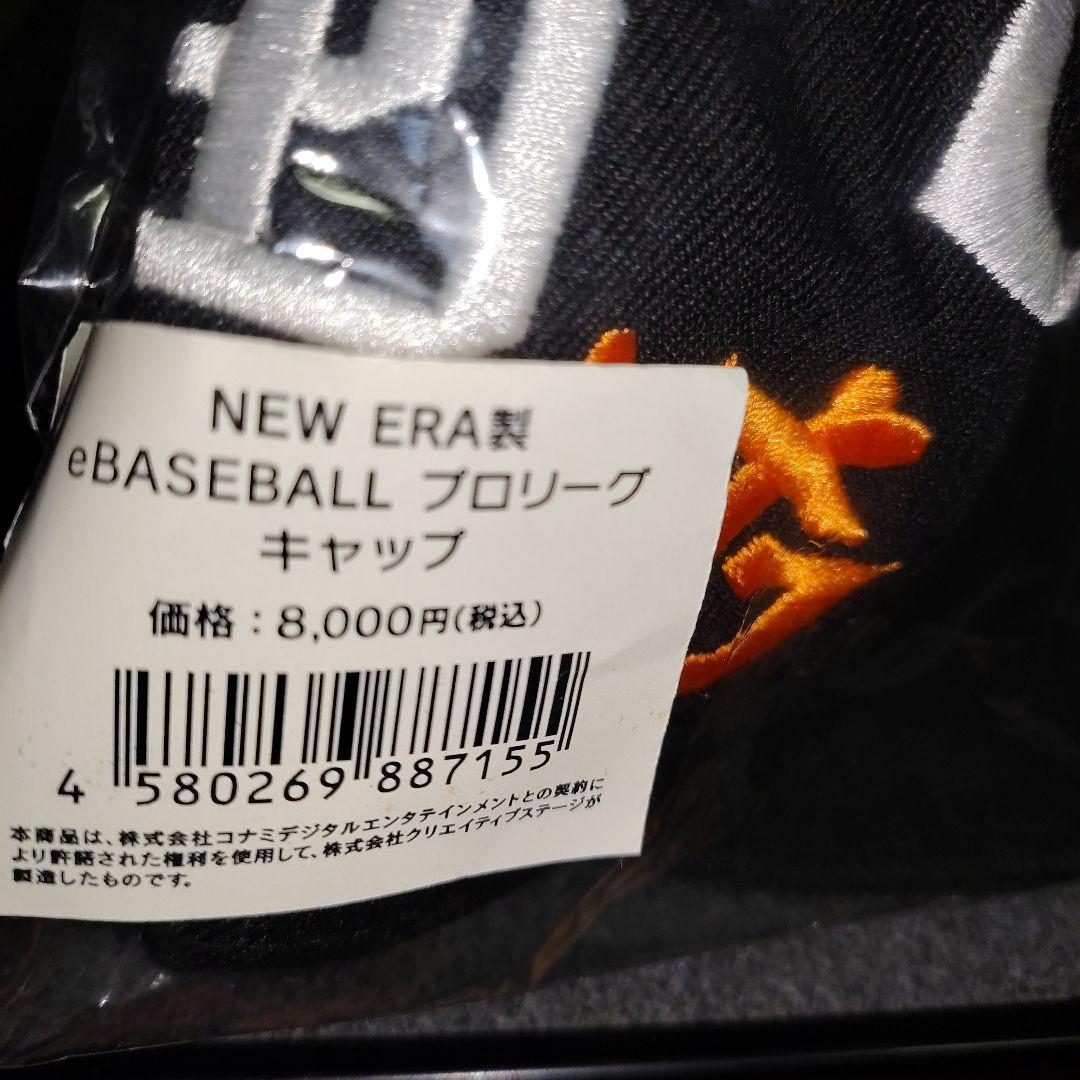 NEW ERA製
eBASEBALL プロリーグ
キャップ
価格：8,000円(税込)
4 580269 887155
本商品は、株式会社コナミデジタルエンタテインメントとの契約に
より許諾された権利を使用して、株式会社クリエイティブステージが
製造したものです。